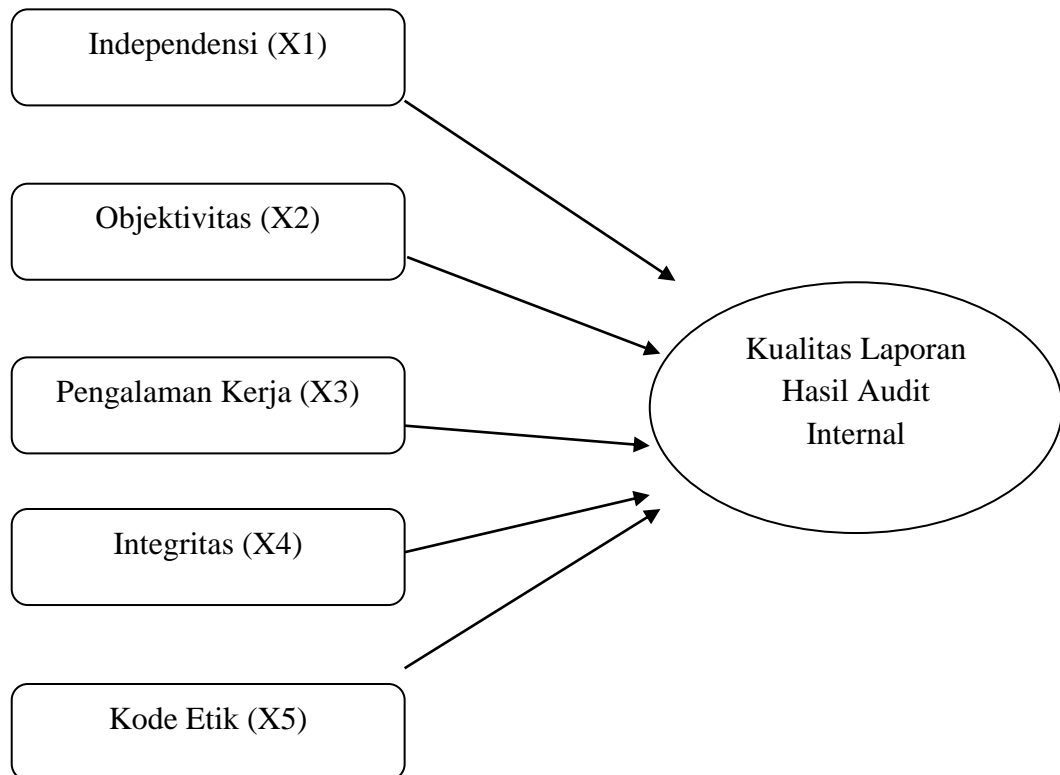 Independensi (X1)
Objektivitas (X2)
Pengalaman Kerja (X3)
Integritas (X4)
Kode Etik (X5)
Kualitas Laporan
Hasil Audit
Internal